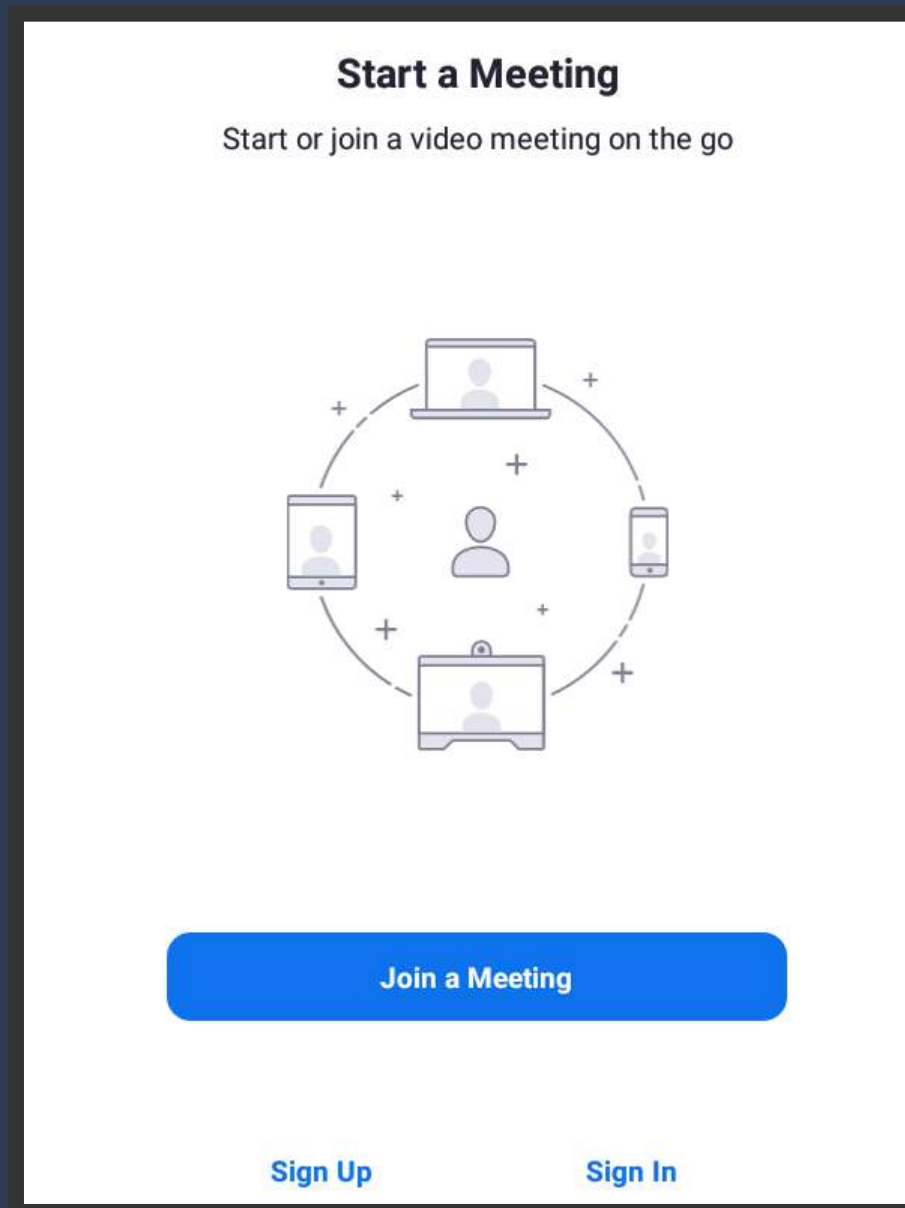 Start a Meeting
Start or join a video meeting on the go
Join a Meeting
Sign Up
Sign In